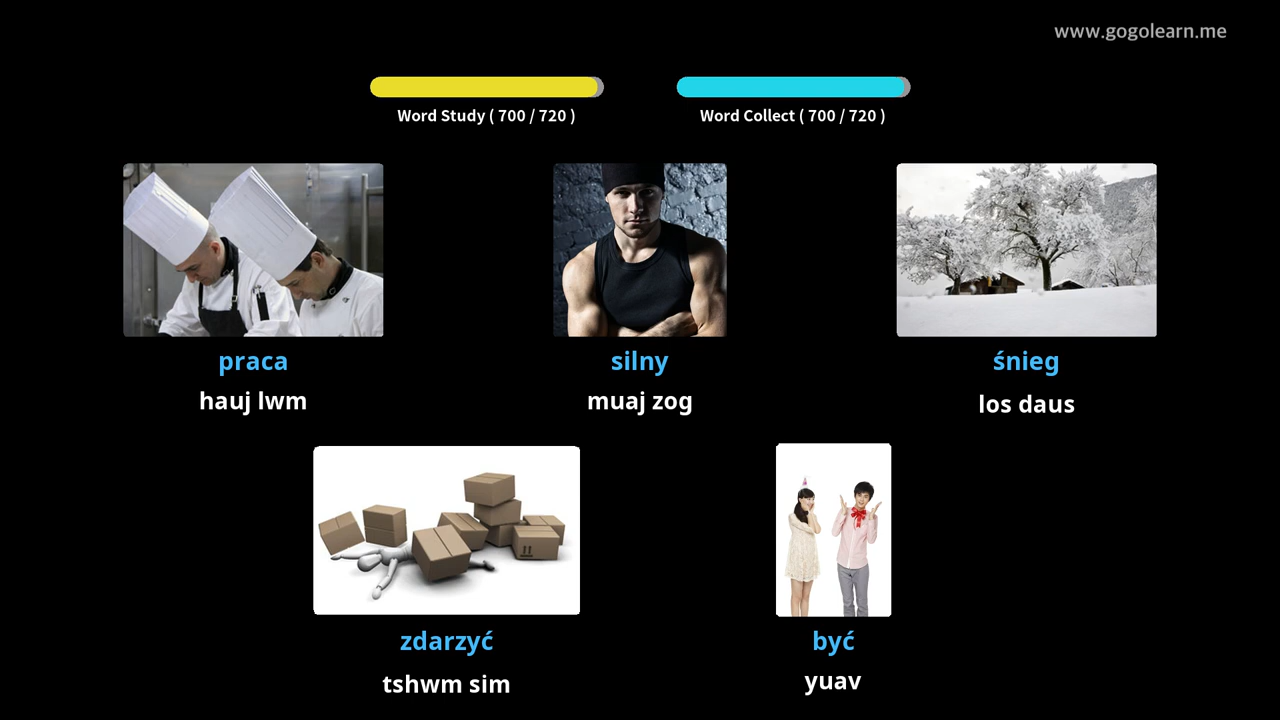 www.gogolearn.me
Word Study ( 700 / 720 )
Word Collect ( 700 / 720 )
praca
hauj lwm
silny
muaj zog
śnieg
los daus
zdarzyć
tshwm sim
być
yuav